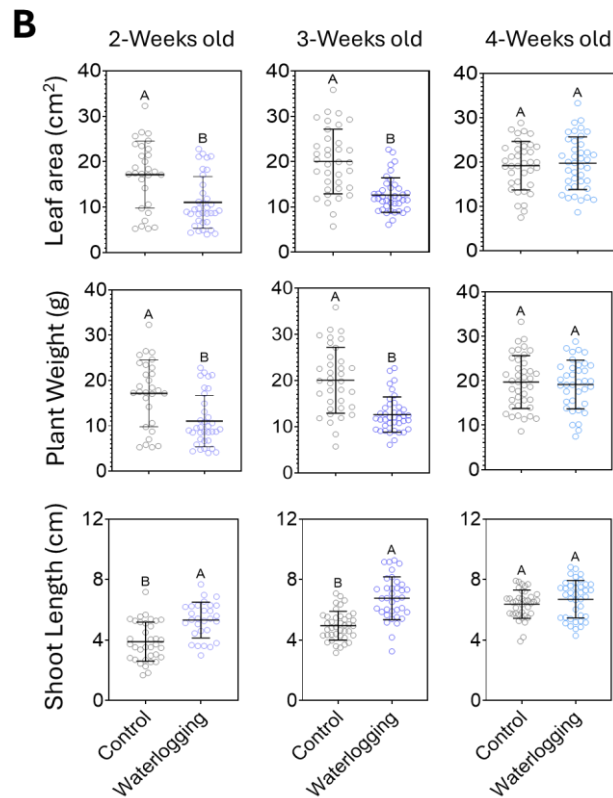 B
2-Weeks old 3-Weeks old 4-Weeks old
Leaf area (cm²)
40 40 40
30 30 30
20 20 20
10 10 10
0 0 0
A B A B A A
Plant Weight (g)
40 40 40
30 30 30
20 20 20
10 10 10
0 0 0
A B A B A A
Shoot Length (cm)
12 12 12
8 8 8
4 4 4
0 0 0
B A B A A A
Control Waterlogging Control Waterlogging Control Waterlogging